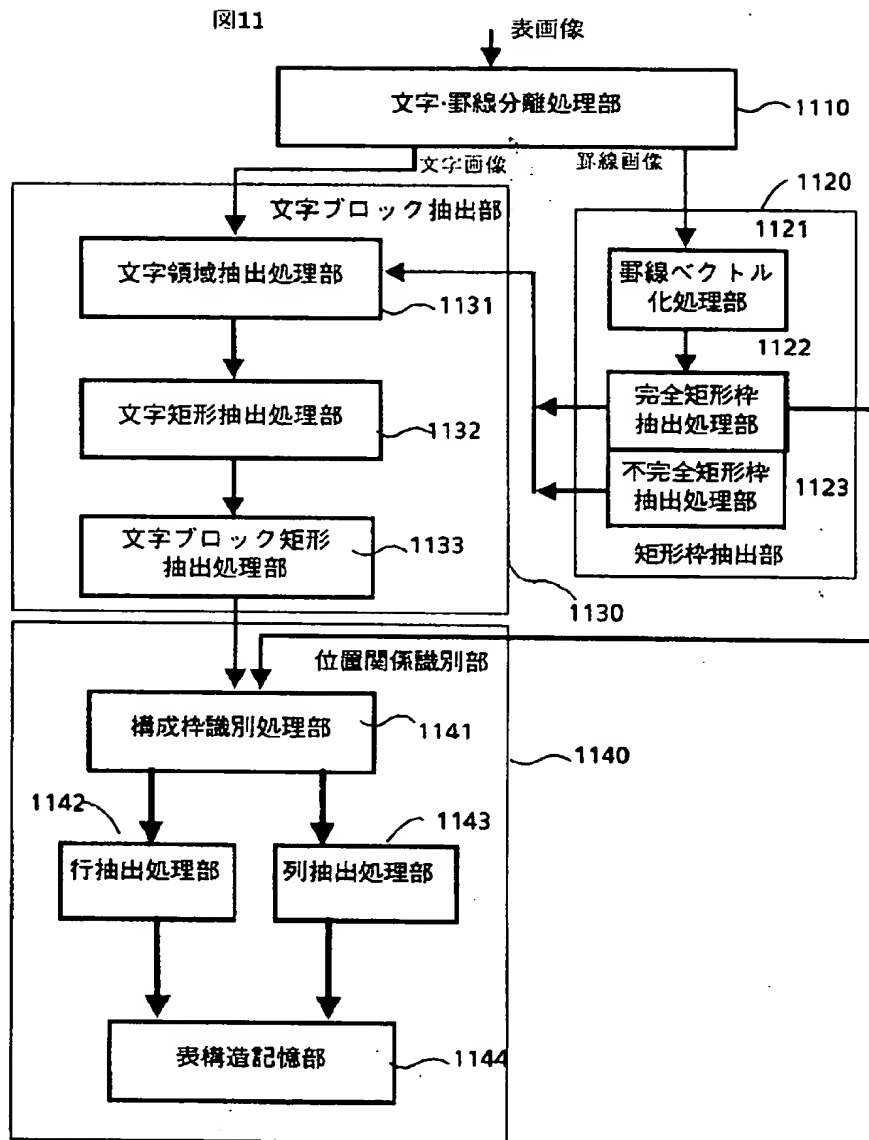 図11
表画像
文字・罫線分離処理部
1110
文字画像
罫線画像
1120
文字ブロック抽出部
1121
文字領域抽出処理部
1131
罫線ベクトル
化処理部
1122
文字矩形抽出処理部
1132
完全矩形枠
抽出処理部
不完全矩形枠
抽出処理部
1123
文字ブロック矩形
抽出処理部
1133
矩形枠抽出部
1130
位置関係識別部
構成枠識別処理部
1141
1140
1142
1143
行抽出処理部
列抽出処理部
表構造記憶部
1144